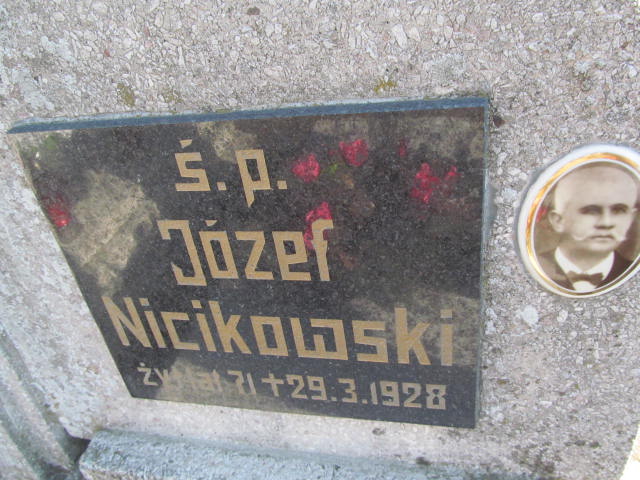 ś.p.
Józef
Nicikowski
żył lat 71 +29.3.1928